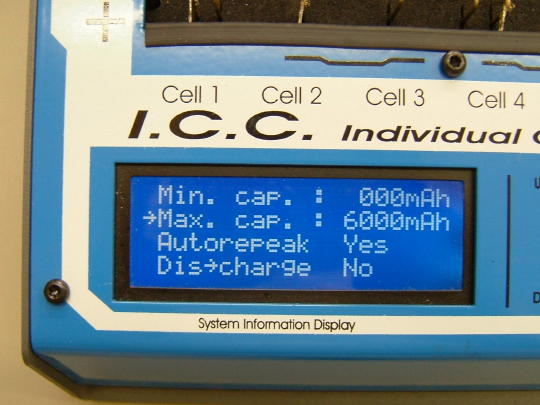 Cell 1 Cell 2 Cell 3 Cell 4
I.C.C. Individual
Min. cap. : 000mAh
→Max. cap. : 6000mAh
Autorepeak Yes
Dis→charge No
System Information Display